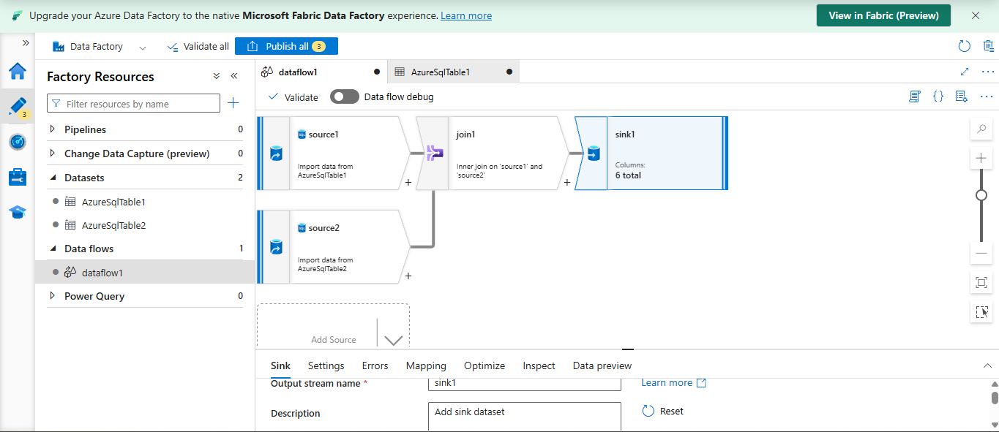 Upgrade your Azure Data Factory to the native Microsoft Fabric Data Factory experience. Learn more
View in Fabric (Preview)
Data Factory
Validate all
Publish all 3
Factory Resources
Filter resources by name
3
Pipelines 0
Change Data Capture (preview) 0
Datasets 2
AzureSqlTable1
AzureSqlTable2
Data flows 1
dataflow1
Power Query 0
dataflow1
AzureSqlTable1
Validate
Data flow debug
source1
Import data from
AzureSqlTable1
join1
Inner join on 'source1' and
'source2'
sink1
Columns:
6 total
source2
Import data from
AzureSqlTable2
Add Source
Sink Settings Errors Mapping Optimize Inspect Data preview
Output stream name * sink1 Learn more
Description Add sink dataset Reset